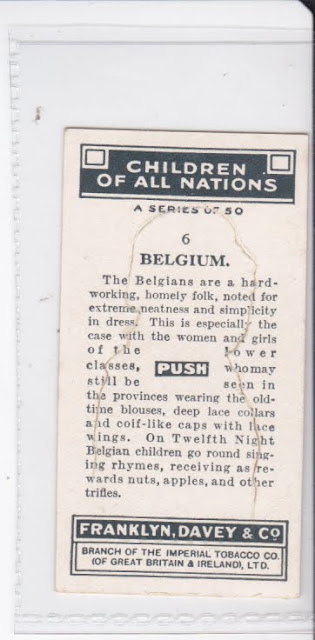 CHILDREN
OF ALL NATIONS
A SERIES OF 50
6
BELGIUM.
The Belgians are a hard-
working, homely folk, noted for
extreme neatness and simplicity
in dress. This is especially the
case with the women and girls
of the lower
classes, PUSH who may
still be seen in
the provinces wearing the old-
time blouses, deep lace collars
and coif-like caps with lace
wings. On Twelfth Night
Belgian children go round sing-
ing rhymes, receiving as re-
wards nuts, apples, and other
trifles.
FRANKLYN, DAVEY & Co
BRANCH OF THE IMPERIAL TOBACCO CO.
(OF GREAT BRITAIN & IRELAND), LTD.